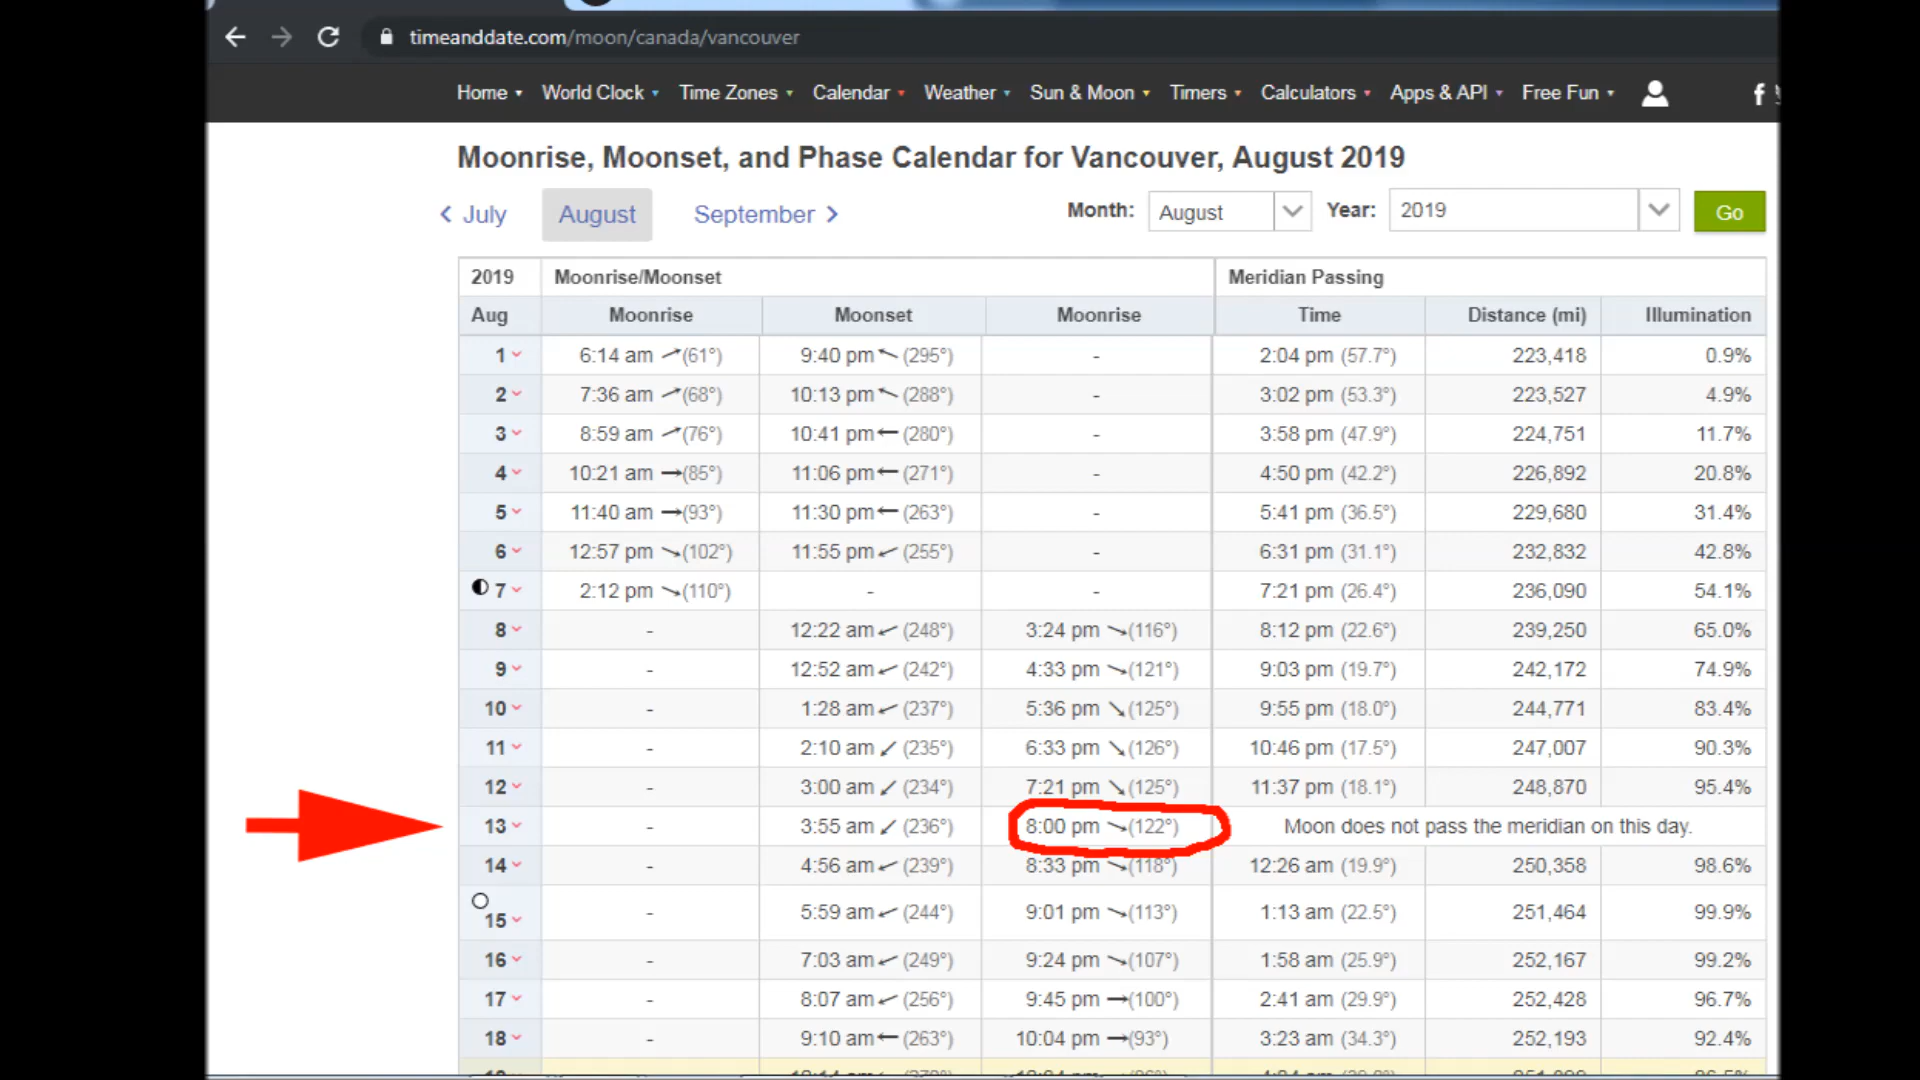 timeanddate.com/moon/canada/vancouver
Home World Clock Time Zones Calendar Weather Sun & Moon Timers Calculators Apps & API Free Fun f
Moonrise, Moonset, and Phase Calendar for Vancouver, August 2019
< July August September > Month: August Year: 2019 Go
2019 Moonrise/Moonset Meridian Passing
Aug Moonrise Moonset Moonrise Time Distance (mi) Illumination
1 6:14 am (61°) 9:40 pm (295°) - 2:04 pm (57.7°) 223,418 0.9%
2 7:36 am (68°) 10:13 pm (288°) - 3:02 pm (53.3°) 223,527 4.9%
3 8:59 am (76°) 10:41 pm (280°) - 3:58 pm (47.9°) 224,751 11.7%
4 10:21 am (85°) 11:06 pm (271°) - 4:50 pm (42.2°) 226,892 20.8%
5 11:40 am (93°) 11:30 pm (263°) - 5:41 pm (36.5°) 229,680 31.4%
6 12:57 pm (102°) 11:55 pm (255°) - 6:31 pm (31.1°) 232,832 42.8%
7 2:12 pm (110°) - - 7:21 pm (26.4°) 236,090 54.1%
8 - 12:22 am (248°) 3:24 pm (116°) 8:12 pm (22.6°) 239,250 65.0%
9 - 12:52 am (242°) 4:33 pm (121°) 9:03 pm (19.7°) 242,172 74.9%
10 - 1:28 am (237°) 5:36 pm (125°) 9:55 pm (18.0°) 244,771 83.4%
11 - 2:10 am (235°) 6:33 pm (126°) 10:46 pm (17.5°) 247,007 90.3%
12 - 3:00 am (234°) 7:21 pm (125°) 11:37 pm (18.1°) 248,870 95.4%
13 - 3:55 am (236°) 8:00 pm (122°) Moon does not pass the meridian on this day.
14 - 4:56 am (239°) 8:33 pm (118°) 12:26 am (19.9°) 250,358 98.6%
15 - 5:59 am (244°) 9:01 pm (113°) 1:13 am (22.5°) 251,464 99.9%
16 - 7:03 am (249°) 9:24 pm (107°) 1:58 am (25.9°) 252,167 99.2%
17 - 8:07 am (256°) 9:45 pm (100°) 2:41 am (29.9°) 252,428 96.7%
18 - 9:10 am (263°) 10:04 pm (93°) 3:23 am (34.3°) 252,193 92.4%